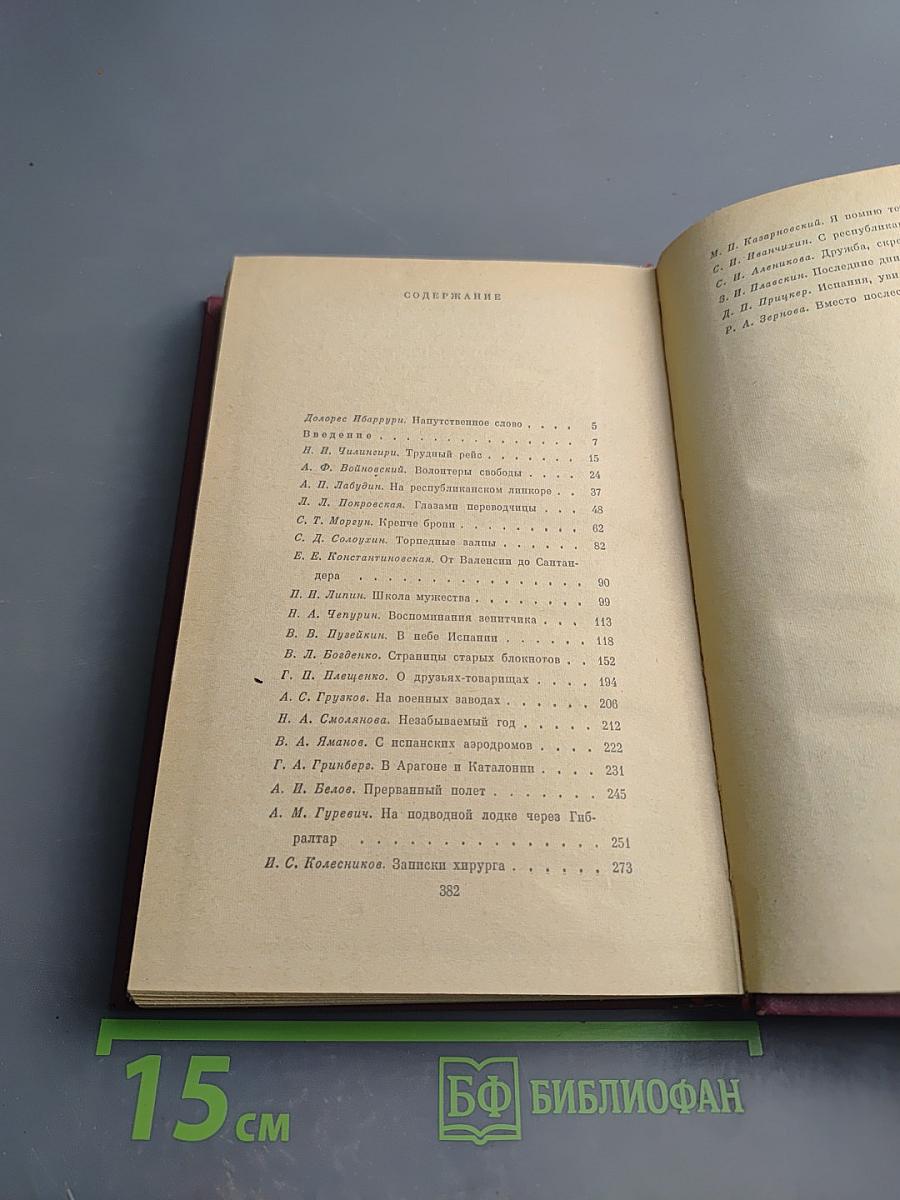 СОДЕРЖАНИЕ
Долорес Ибаррури. Напутственное слово . . . . 5
Введение . . . . . . . . . . . . . . . 7
Н. Н. Чилингири. Трудный рейс . . . . . . . 15
А. Ф. Войновский. Волонтеры свободы . . . . 24
А. П. Лабудин. На республиканском линкоре . . 37
Л. Л. Покровская. Глазами переводчицы . . . 48
С. Т. Моргун. Крепче брони . . . . . . . . . 62
С. Д. Солоухин. Торпедные залпы . . . . . . 82
Е. Е. Константиновская. От Валенсии до Сантан-
дера . . . . . . . . . . . . . . . . 90
П. И. Липин. Школа мужества . . . . . . . . 99
Н. А. Чепурин. Воспоминания зенитчика . . . 113
В. В. Пузейкин. В небе Испании . . . . . . 118
В. Л. Богденко. Страницы старых блокнотов . . 152
Г. П. Плещенко. О друзьях-товарищах . . . . 194
А. С. Грузков. На военных заводах . . . . . 206
Н. А. Смолянова. Незабываемый год . . . . . 212
В. А. Яманов. С испанских аэродромов . . . . 222
Г. А. Гринберг. В Арагоне и Каталонии . . . . 231
А. И. Белов. Прерванный полет . . . . . . . 245
А. М. Гуревич. На подводной лодке через Гиб-
ралтар . . . . . . . . . . . . . . . 251
И. С. Колесников. Записки хирурга . . . . . . 273
382
М. П. Казарновский. Я помню
С. И. Иванчихин. С
С. И. Аленикова. Дружба,
З. И. Плавскин. Последние
Д. П. Прицкер. Испания,
Р. А. Зернова. Вместо
15 см
БФ БИБЛИОФАН